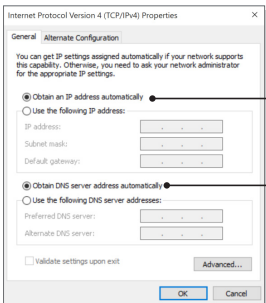 Internet Protocol Version 4 (TCP/IPv4) Properties
General
Alternate Configuration
You can get IP settings assigned automatically if your network supports
this capability. Otherwise, you need to ask your network administrator
for the appropriate IP settings.
Obtain an IP address automatically
Use the following IP address:
IP address:
Subnet mask:
Default gateway:
Obtain DNS server address automatically
Use the following DNS server addresses:
Preferred DNS server:
Alternate DNS server:
Validate settings upon exit
Advanced...
OK
Cancel